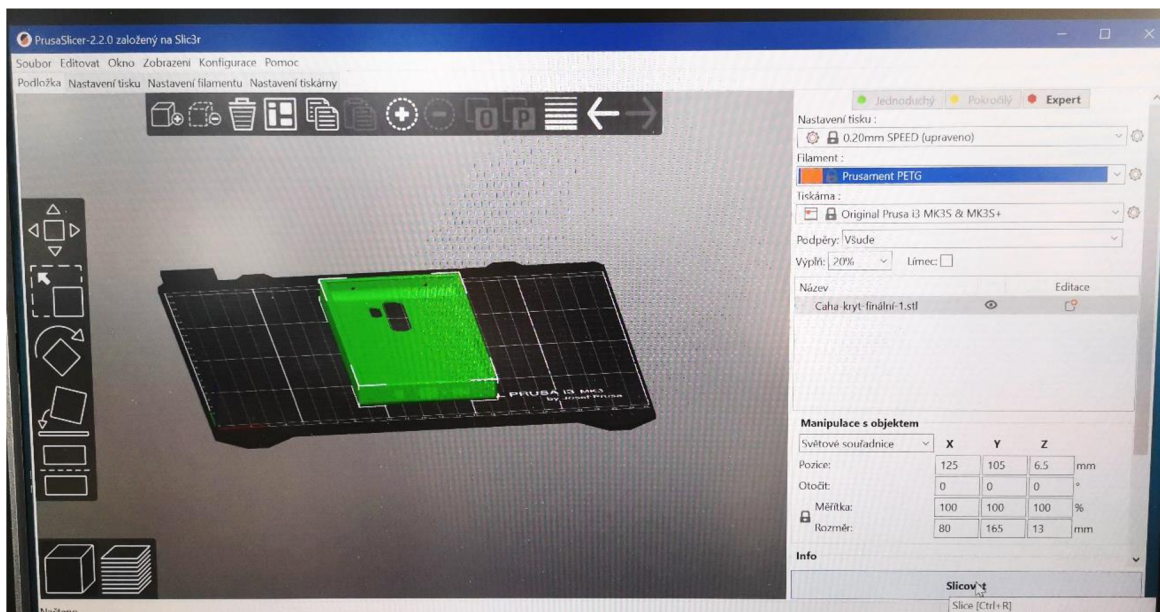 PrusaSlicer-2.2.0 založený na Slic3r
Soubor Editovat Okno Zobrazení Konfigurace Pomoc
Podložka Nastavení tisku Nastavení filamentu Nastavení tiskárny
Jednoduchý Pokročilý Expert
Nastavení tisku :
0.20mm SPEED (upraveno)
Filament :
Prusament PETG
Tiskárna :
Original Prusa i3 MK3S & MK3S+
Podpěry: Všude
Výplň: 20% Límec:
Název Editace
Caha-kryt-finální-1.stl
PRUSA i3 MK3
by Josef Prusa
Manipulace s objektem
Světové souřadnice X Y Z
Pozice: 125 105 6.5 mm
Otočit: 0 0 0 °
Měřítka: 100 100 100 %
Rozměr: 80 165 13 mm
Info
Slicovat
Slice [Ctrl+R]